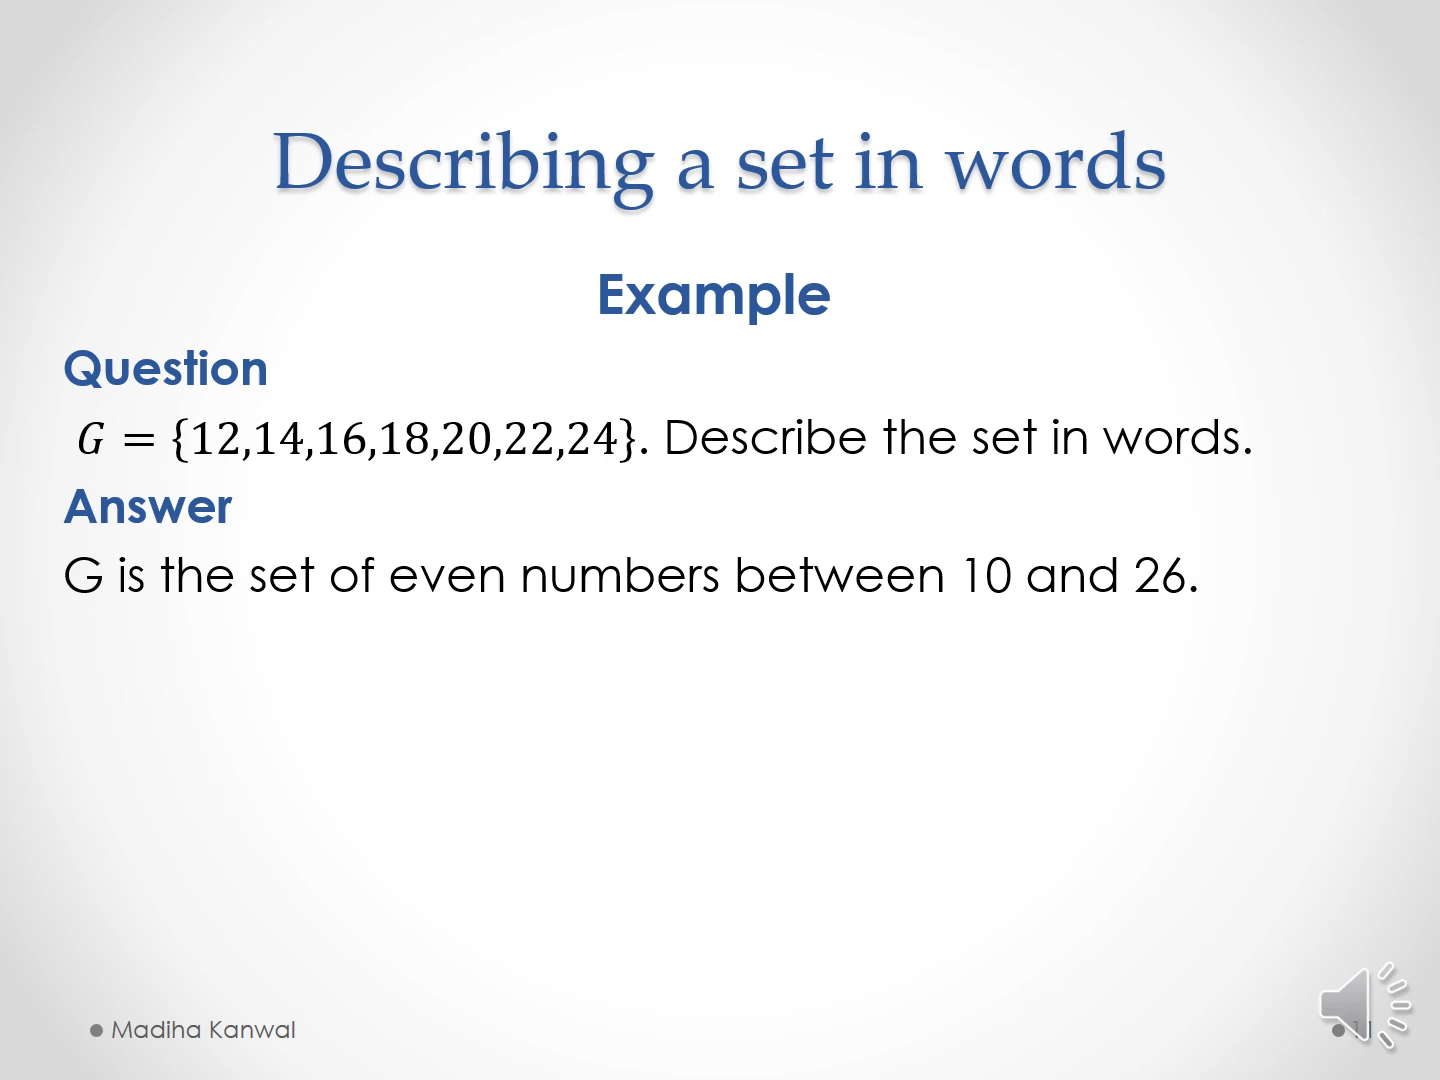 Describing a set in words
Example
Question
G = {12,14,16,18,20,22,24}. Describe the set in words.
Answer
G is the set of even numbers between 10 and 26.
Madiha Kanwal